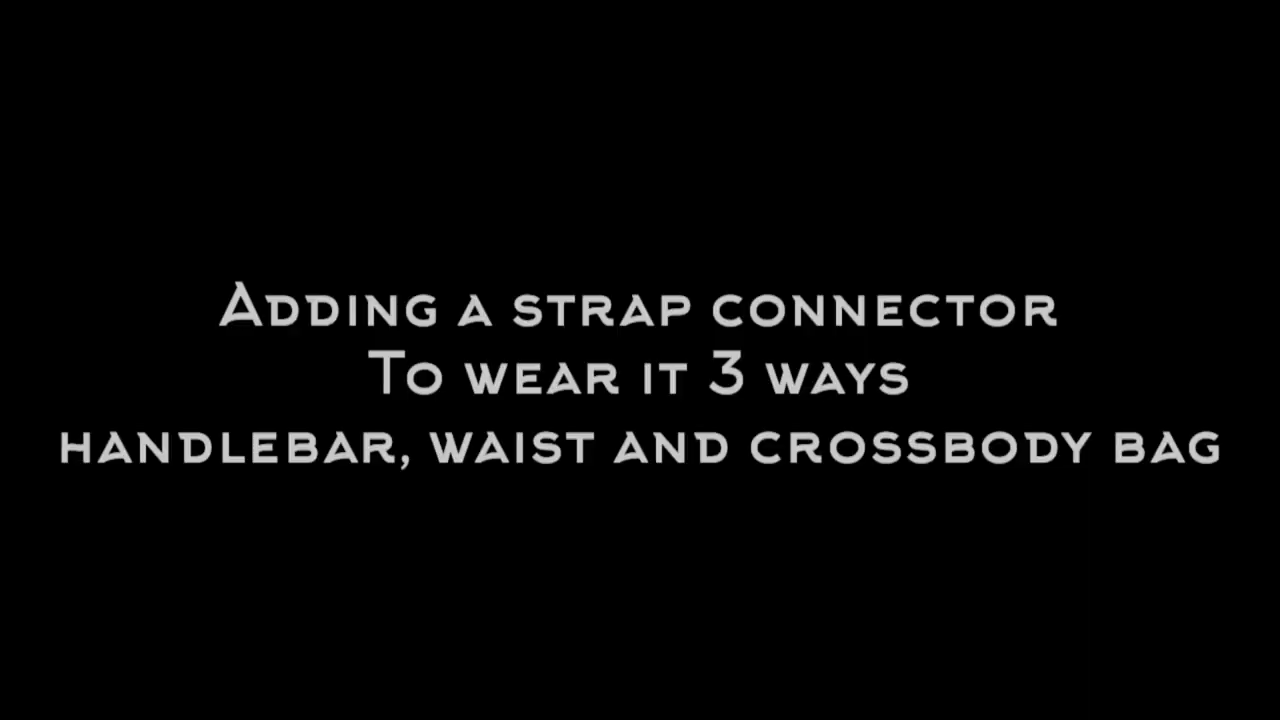 Adding a strap connector
To wear it 3 ways
handlebar, waist and crossbody bag